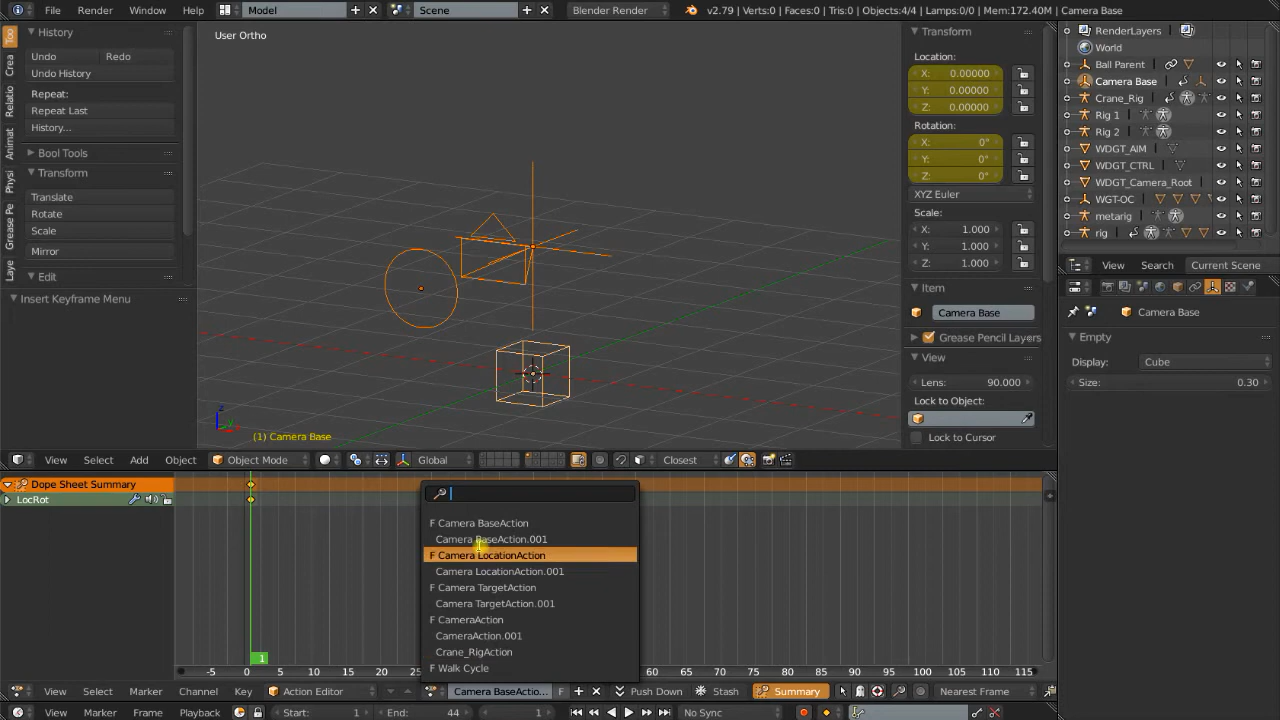 File Render Window Help Model Scene Blender Render v2.79 | Verts:0 | Faces:0 | Tris:0 | Objects:4/4 | Lamps:0/0 | Mem:172.40M | Camera Base
History
Undo Redo
Undo History
Repeat:
Repeat Last
History...
Bool Tools
Transform
Translate
Rotate
Scale
Mirror
Edit
Insert Keyframe Menu
Too
Crea
Relatio
Animat
Physi
Grease Pe
Laye
User Ortho
(1) Camera Base
Transform
Location:
X: 0.00000
Y: 0.00000
Z: 0.00000
Rotation:
X: 0°
Y: 0°
Z: 0°
XYZ Euler
Scale:
X: 1.000
Y: 1.000
Z: 1.000
Item
Camera Base
Grease Pencil Layers
View
Lens: 90.000
Lock to Object:
Lock to Cursor
RenderLayers
World
Ball Parent
Camera Base
Crane_Rig
Rig 1
Rig 2
WDGT_AIM
WDGT_CTRL
WDGT_Camera_Root
WGT-OC
metarig
rig
View Search Current Scene
Camera Base
Empty
Display: Cube
Size: 0.30
View Select Add Object Object Mode Global Closest
Dope Sheet Summary
LocRot
F Camera BaseAction
Camera BaseAction.001
F Camera LocationAction
Camera LocationAction.001
F Camera TargetAction
Camera TargetAction.001
F CameraAction
CameraAction.001
Crane_RigAction
F Walk Cycle
1
-5 0 5 10 15 20 25 60 65 70 75 80 85 90 95 100 105 110 115
View Select Marker Channel Key Action Editor Camera BaseActio... F Push Down Stash Summary Nearest Frame
View Marker Frame Playback Start: 1 End: 44 1 No Sync